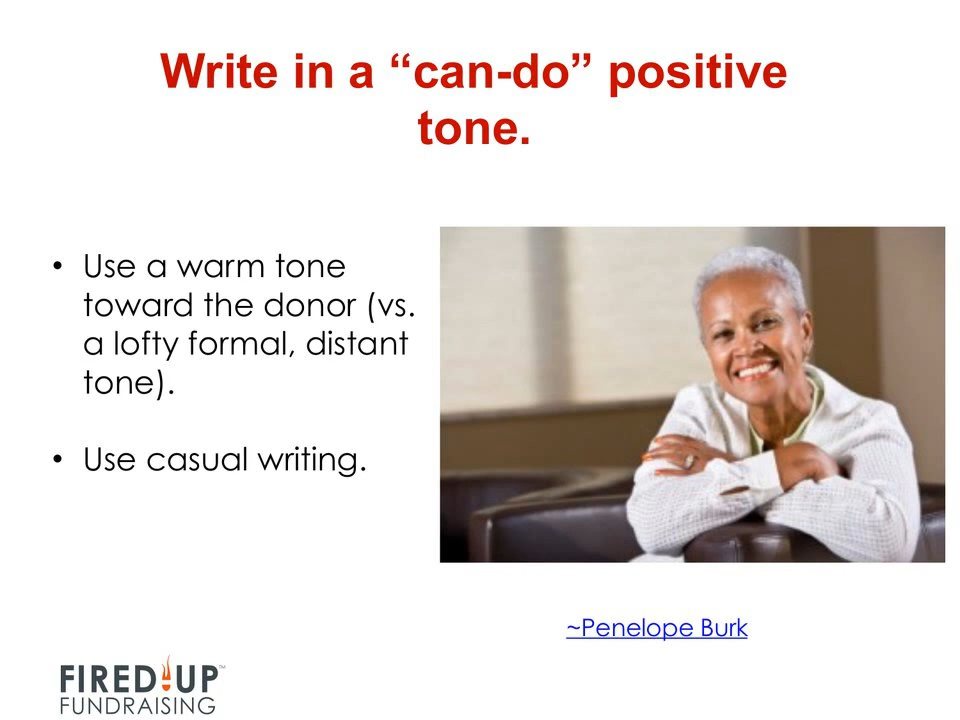 Write in a “can-do” positive
tone.
• Use a warm tone
toward the donor (vs.
a lofty formal, distant
tone).
• Use casual writing.
~Penelope Burk
FIRED UP™
FUNDRAISING